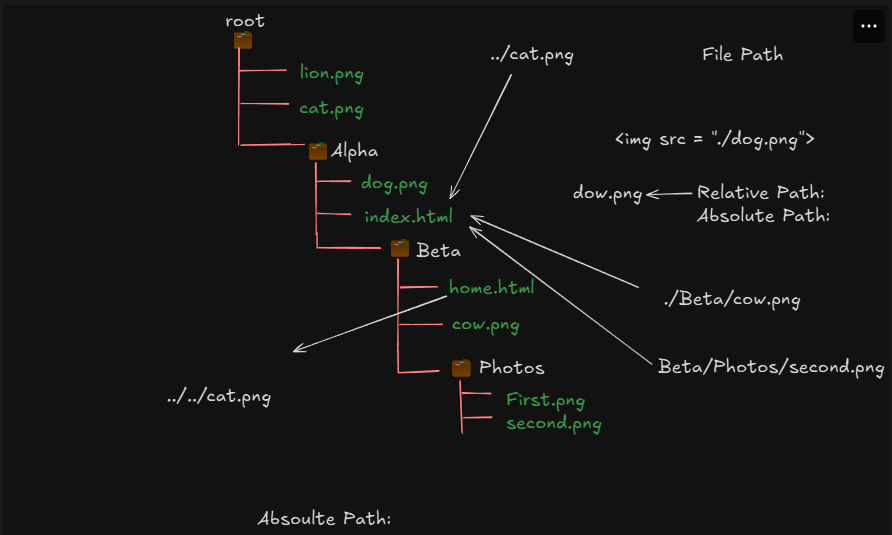 root
../cat.png
File Path
lion.png
cat.png
<img src = "./dog.png">
Alpha
dog.png
dow.png
Relative Path:
index.html
Absolute Path:
Beta
home.html
./Beta/cow.png
cow.png
Photos
Beta/Photos/second.png
../../cat.png
First.png
second.png
Absoulte Path: